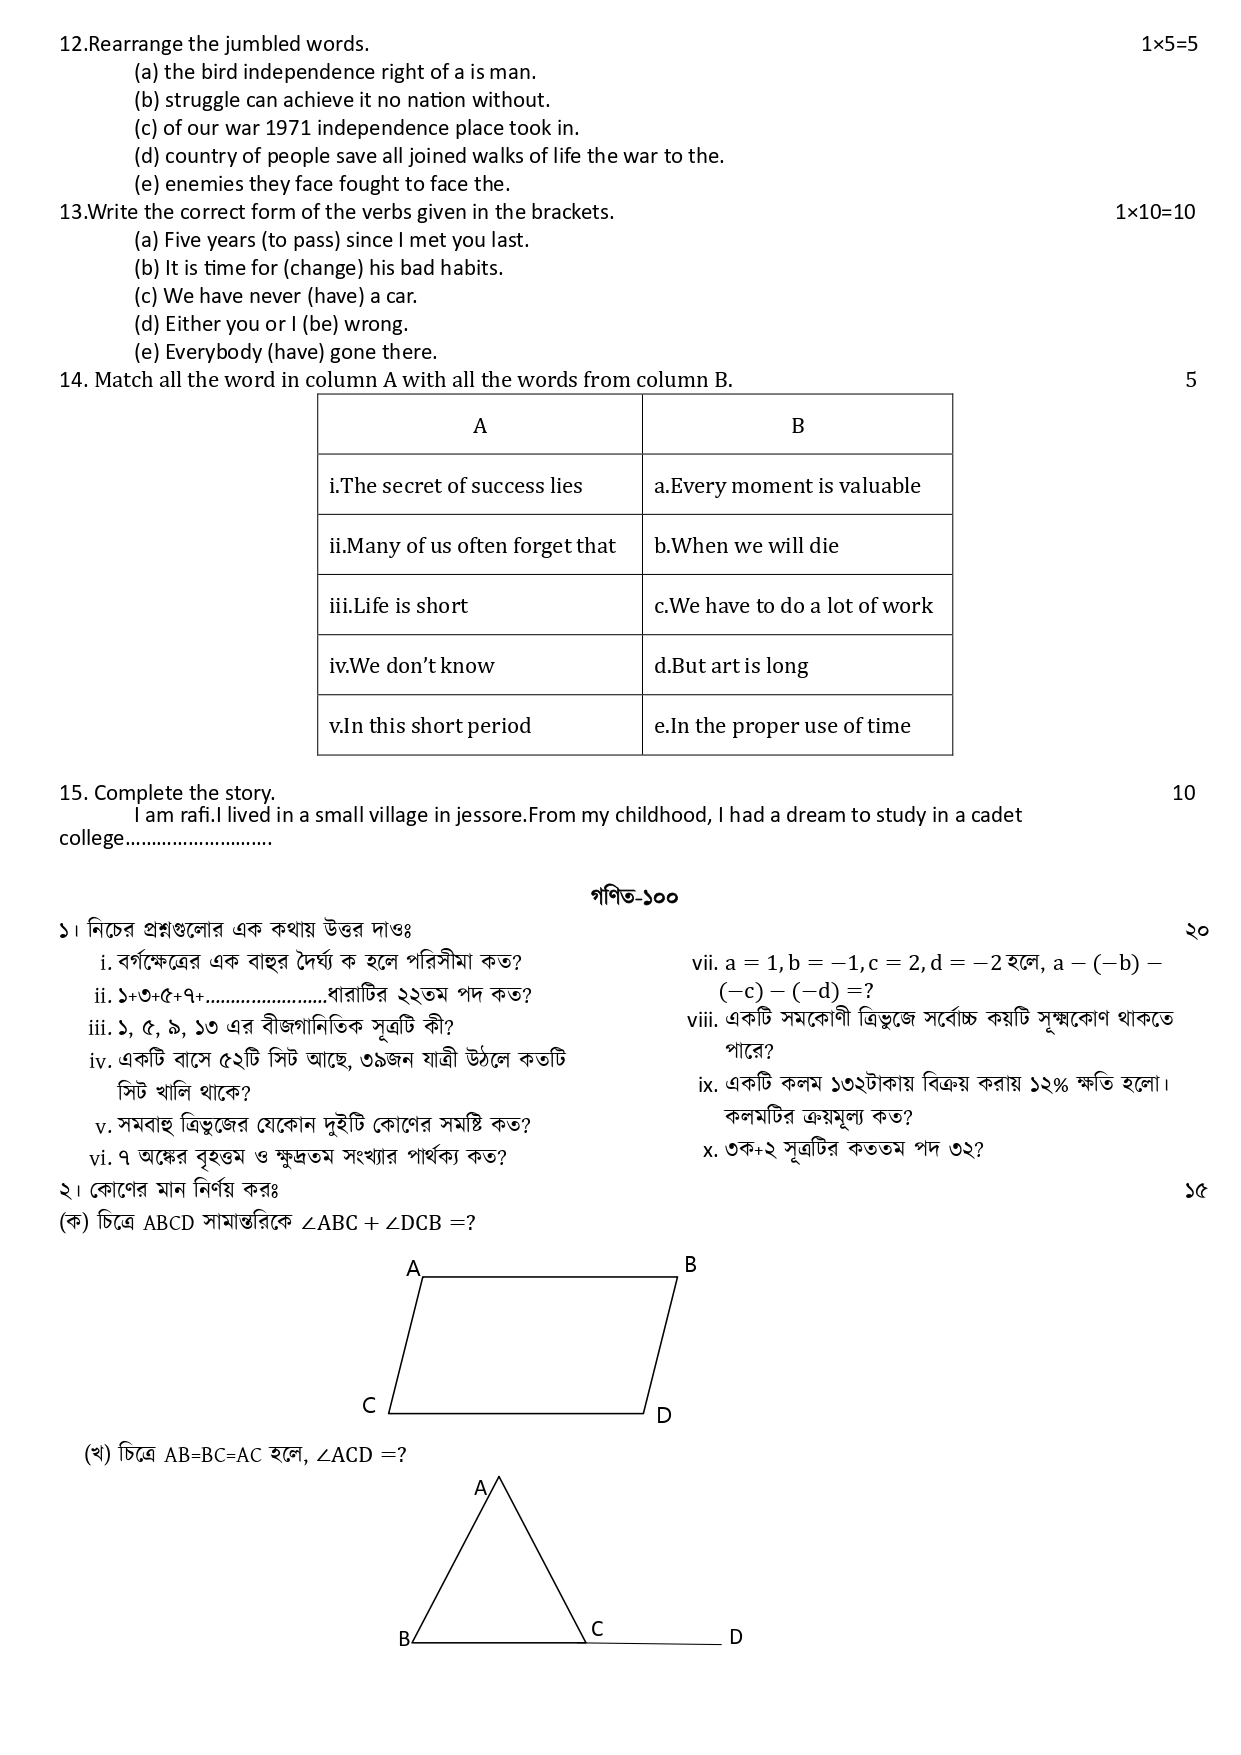 12.Rearrange the jumbled words. 1×5=5
(a) the bird independence right of a is man.
(b) struggle can achieve it no nation without.
(c) of our war 1971 independence place took in.
(d) country of people save all joined walks of life the war to the.
(e) enemies they face fought to face the.
13.Write the correct form of the verbs given in the brackets. 1×10=10
(a) Five years (to pass) since I met you last.
(b) It is time for (change) his bad habits.
(c) We have never (have) a car.
(d) Either you or I (be) wrong.
(e) Everybody (have) gone there.
14. Match all the word in column A with all the words from column B. 5
A B
i.The secret of success lies a.Every moment is valuable
ii.Many of us often forget that b.When we will die
iii.Life is short c.We have to do a lot of work
iv.We don’t know d.But art is long
v.In this short period e.In the proper use of time
15. Complete the story. 10
I am rafi.I lived in a small village in jessore.From my childhood, I had a dream to study in a cadet
college............................
গণিত-১০০
১। নিচের প্রশ্নগুলোর এক কথায় উত্তর দাওঃ ২০
i. বর্গক্ষেত্রের এক বাহুর দৈর্ঘ্য ক হলে পরিসীমা কত?
ii. ১+৩+৫+৭+........................ধারাটির ২২তম পদ কত?
iii. ১, ৫, ৯, ১৩ এর বীজগানিতিক সূত্রটি কী?
iv. একটি বাসে ৫২টি সিট আছে, ৩৯জন যাত্রী উঠলে কতটি
সিট খালি থাকে?
v. সমবাহু ত্রিভুজের যেকোন দুইটি কোণের সমষ্টি কত?
vi. ৭ অঙ্কের বৃহত্তম ও ক্ষুদ্রতম সংখ্যার পার্থক্য কত?
vii. a = 1, b = −1, c = 2, d = −2 হলে, a − (−b) −
(−c) − (−d) =?
viii. একটি সমকোণী ত্রিভুজে সর্বোচ্চ কয়টি সূক্ষ্মকোণ থাকতে
পারে?
ix. একটি কলম ১৩২টাকায় বিক্রয় করায় ১২% ক্ষতি হলো।
কলমটির ক্রয়মূল্য কত?
x. ৩ক+২ সূত্রটির কততম পদ ৩২?
২। কোণের মান নির্ণয় করঃ ১৫
(ক) চিত্রে ABCD সামান্তরিকে ∠ABC + ∠DCB =?
A B
C D
(খ) চিত্রে AB=BC=AC হলে, ∠ACD =?
A
B C D